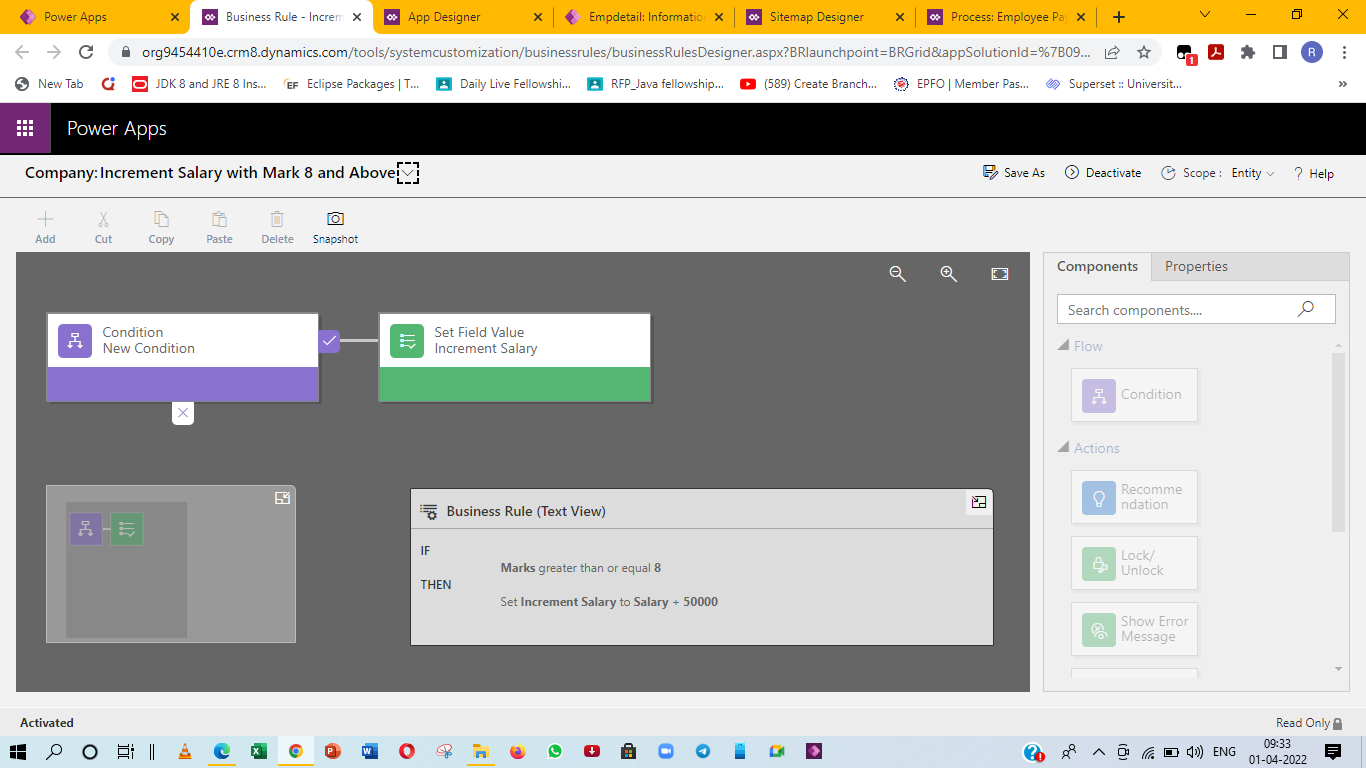 Power Apps
Business Rule - Increm
App Designer
Empdetail: Information
Sitemap Designer
Process: Employee Pay
org9454410e.crm8.dynamics.com/tools/systemcustomization/businessrules/businessRulesDesigner.aspx?BRlaunchpoint=BRGrid&appSolutionId=%7B09...
1
R
New Tab
JDK 8 and JRE 8 Ins...
EF Eclipse Packages | T...
Daily Live Fellowshi...
RFP_Java fellowship...
(589) Create Branch...
EPFO | Member Pas...
Superset :: Universit...
Power Apps
Company: Increment Salary with Mark 8 and Above
Save As
Deactivate
Scope :
Entity
? Help
Add
Cut
Copy
Paste
Delete
Snapshot
Components
Properties
Search components....
Condition
New Condition
Set Field Value
Increment Salary
Flow
Condition
Actions
Recomme
ndation
Lock/
Unlock
Show Error
Message
Business Rule (Text View)
IF
Marks greater than or equal 8
THEN
Set Increment Salary to Salary + 50000
Activated
Read Only
ENG
09:33
01-04-2022